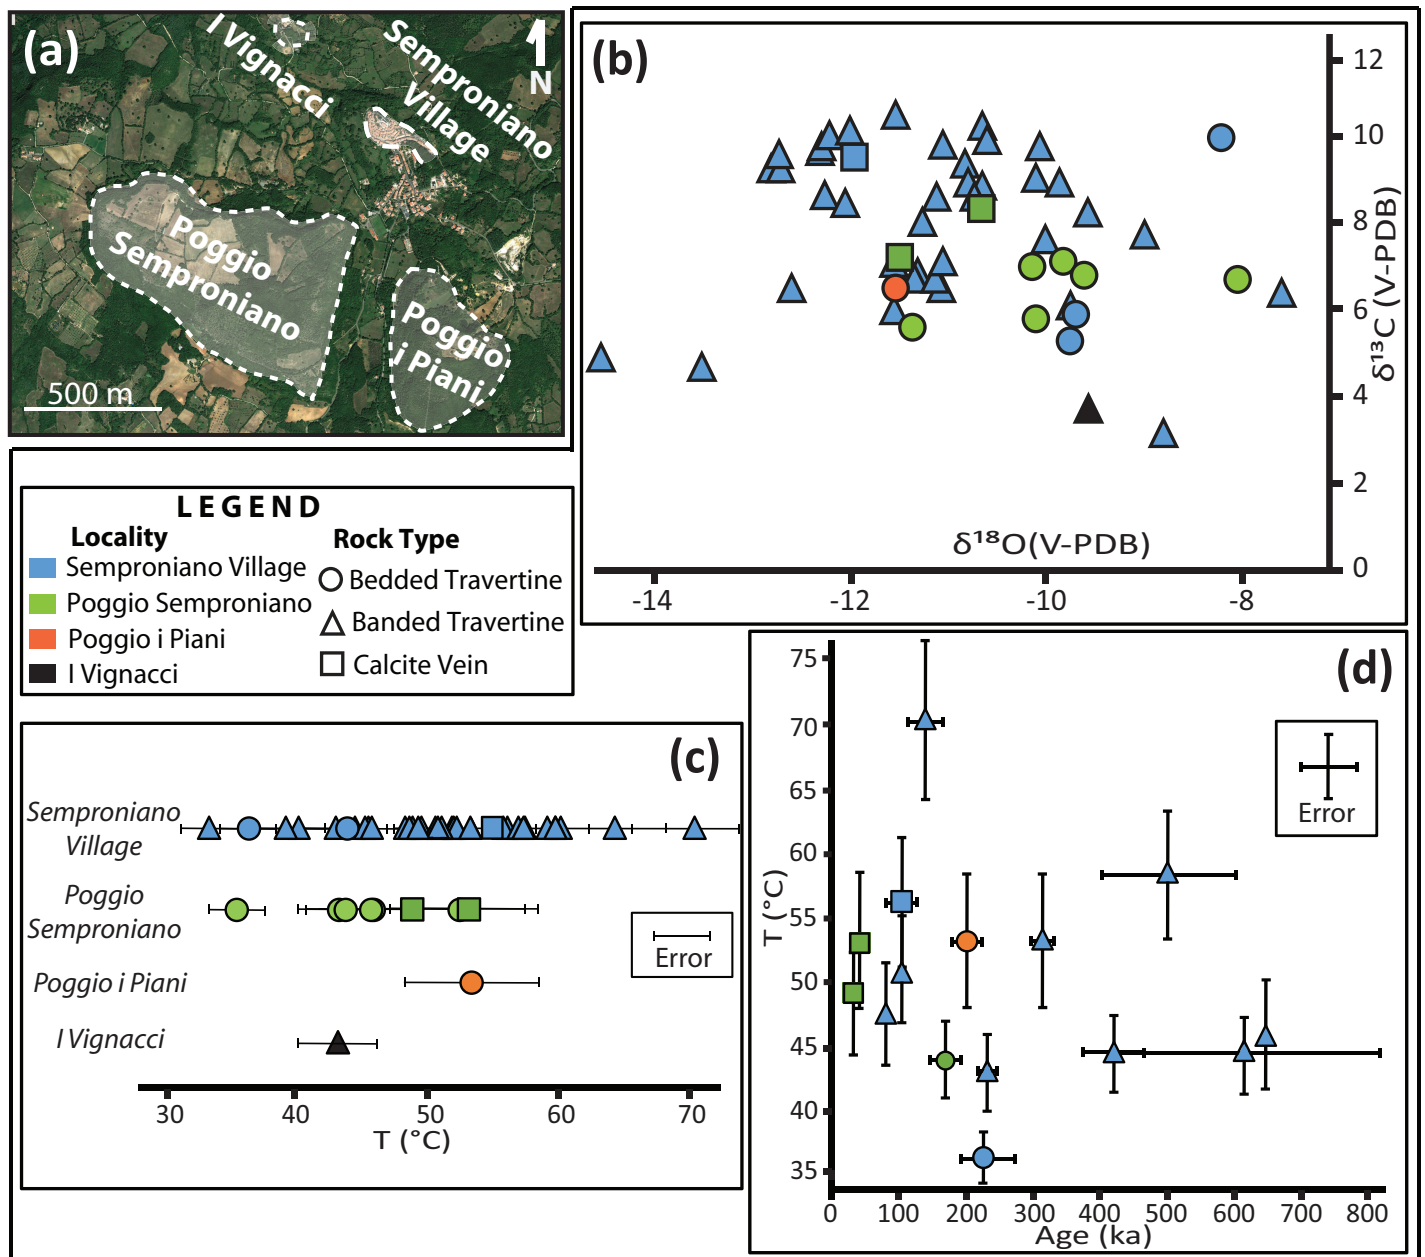 (a)
I Vignacci
Semproniano
Village
N
Poggio
Semproniano
Poggio
i Piani
500 m
(b)
12
10
8
6
4
2
0
δ¹³C (V-PDB)
δ¹⁸O(V-PDB)
-14
-12
-10
-8
LEGEND
Locality
Semproniano Village
Poggio Semproniano
Poggio i Piani
I Vignacci
Rock Type
Bedded Travertine
Banded Travertine
Calcite Vein
(c)
Semproniano
Village
Poggio
Semproniano
Poggio i Piani
I Vignacci
Error
30
40
50
60
70
T (°C)
(d)
75
70
65
60
55
50
45
40
35
T (°C)
Error
0
100
200
300
400
500
600
700
800
Age (ka)